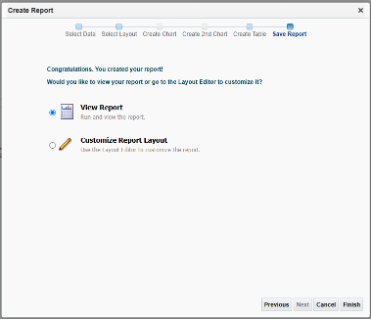 Create Report
Select Data Select Layout Create Chart Create 2nd Chart Create Table Save Report
Congratulations. You created your report!
Would you like to view your report or go to the Layout Editor to customize it?
View Report
Run and view the report.
Customize Report Layout
Use the Layout Editor to customize the report.
Previous Next Cancel Finish